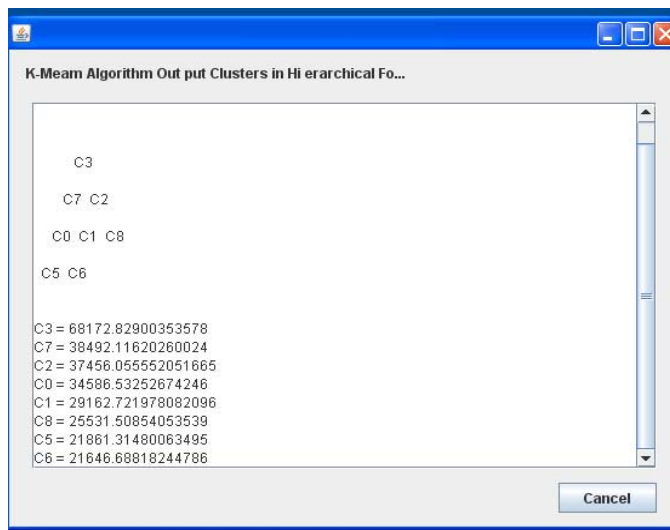 K-Meam Algorithm Out put Clusters in Hi erarchical Fo...
C3
C7 C2
C0 C1 C8
C5 C6
C3 = 68172.82900353578
C7 = 38492.11620260024
C2 = 37456.055552051665
C0 = 34586.53252674246
C1 = 29162.721978082096
C8 = 25531.50854053539
C5 = 21861.31480063495
C6 = 21646.68818244786
Cancel